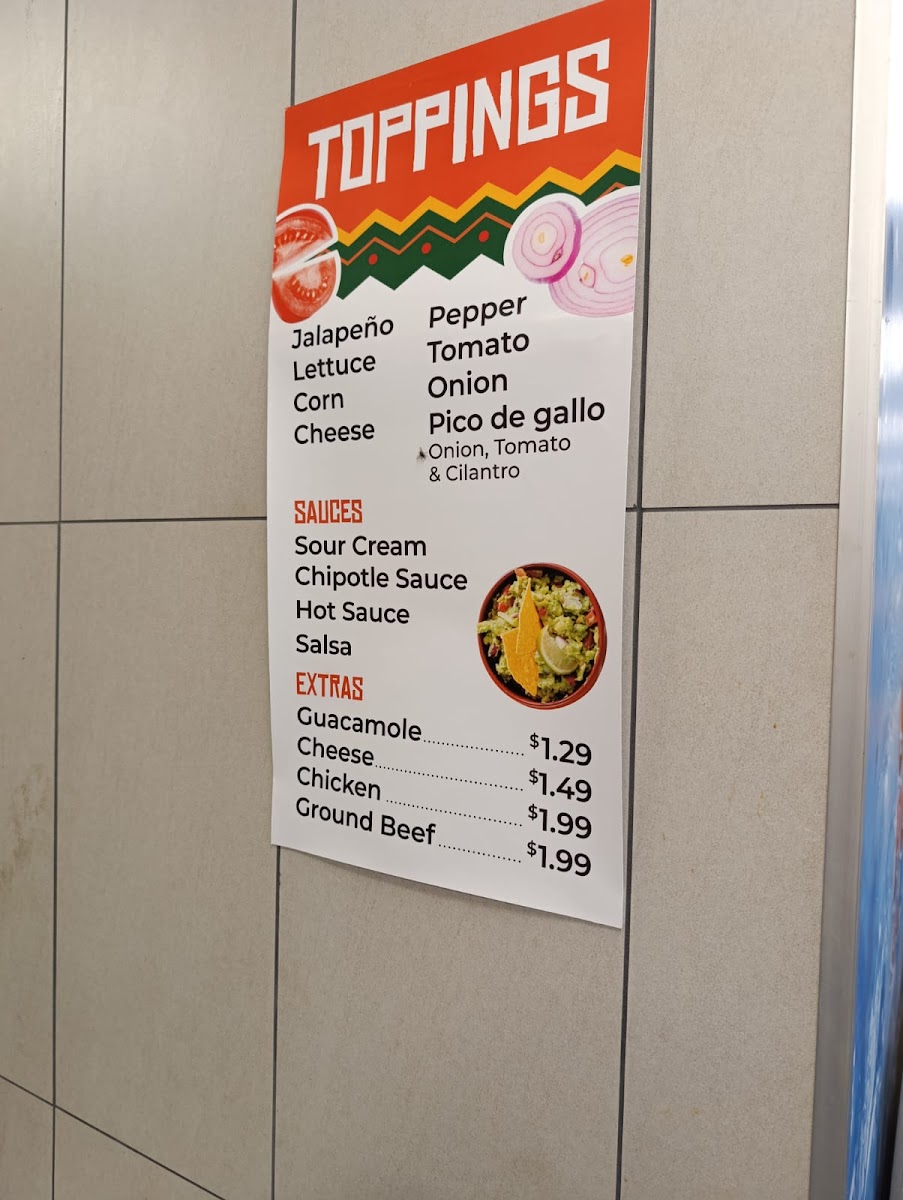 TOPPINGS
Jalapeño
Lettuce
Corn
Cheese
Pepper
Tomato
Onion
Pico de gallo
Onion, Tomato
& Cilantro
SAUCES
Sour Cream
Chipotle Sauce
Hot Sauce
Salsa
EXTRAS
Guacamole.................... $1.29
Cheese............................. $1.49
Chicken........................... $1.99
Ground Beef................ $1.99